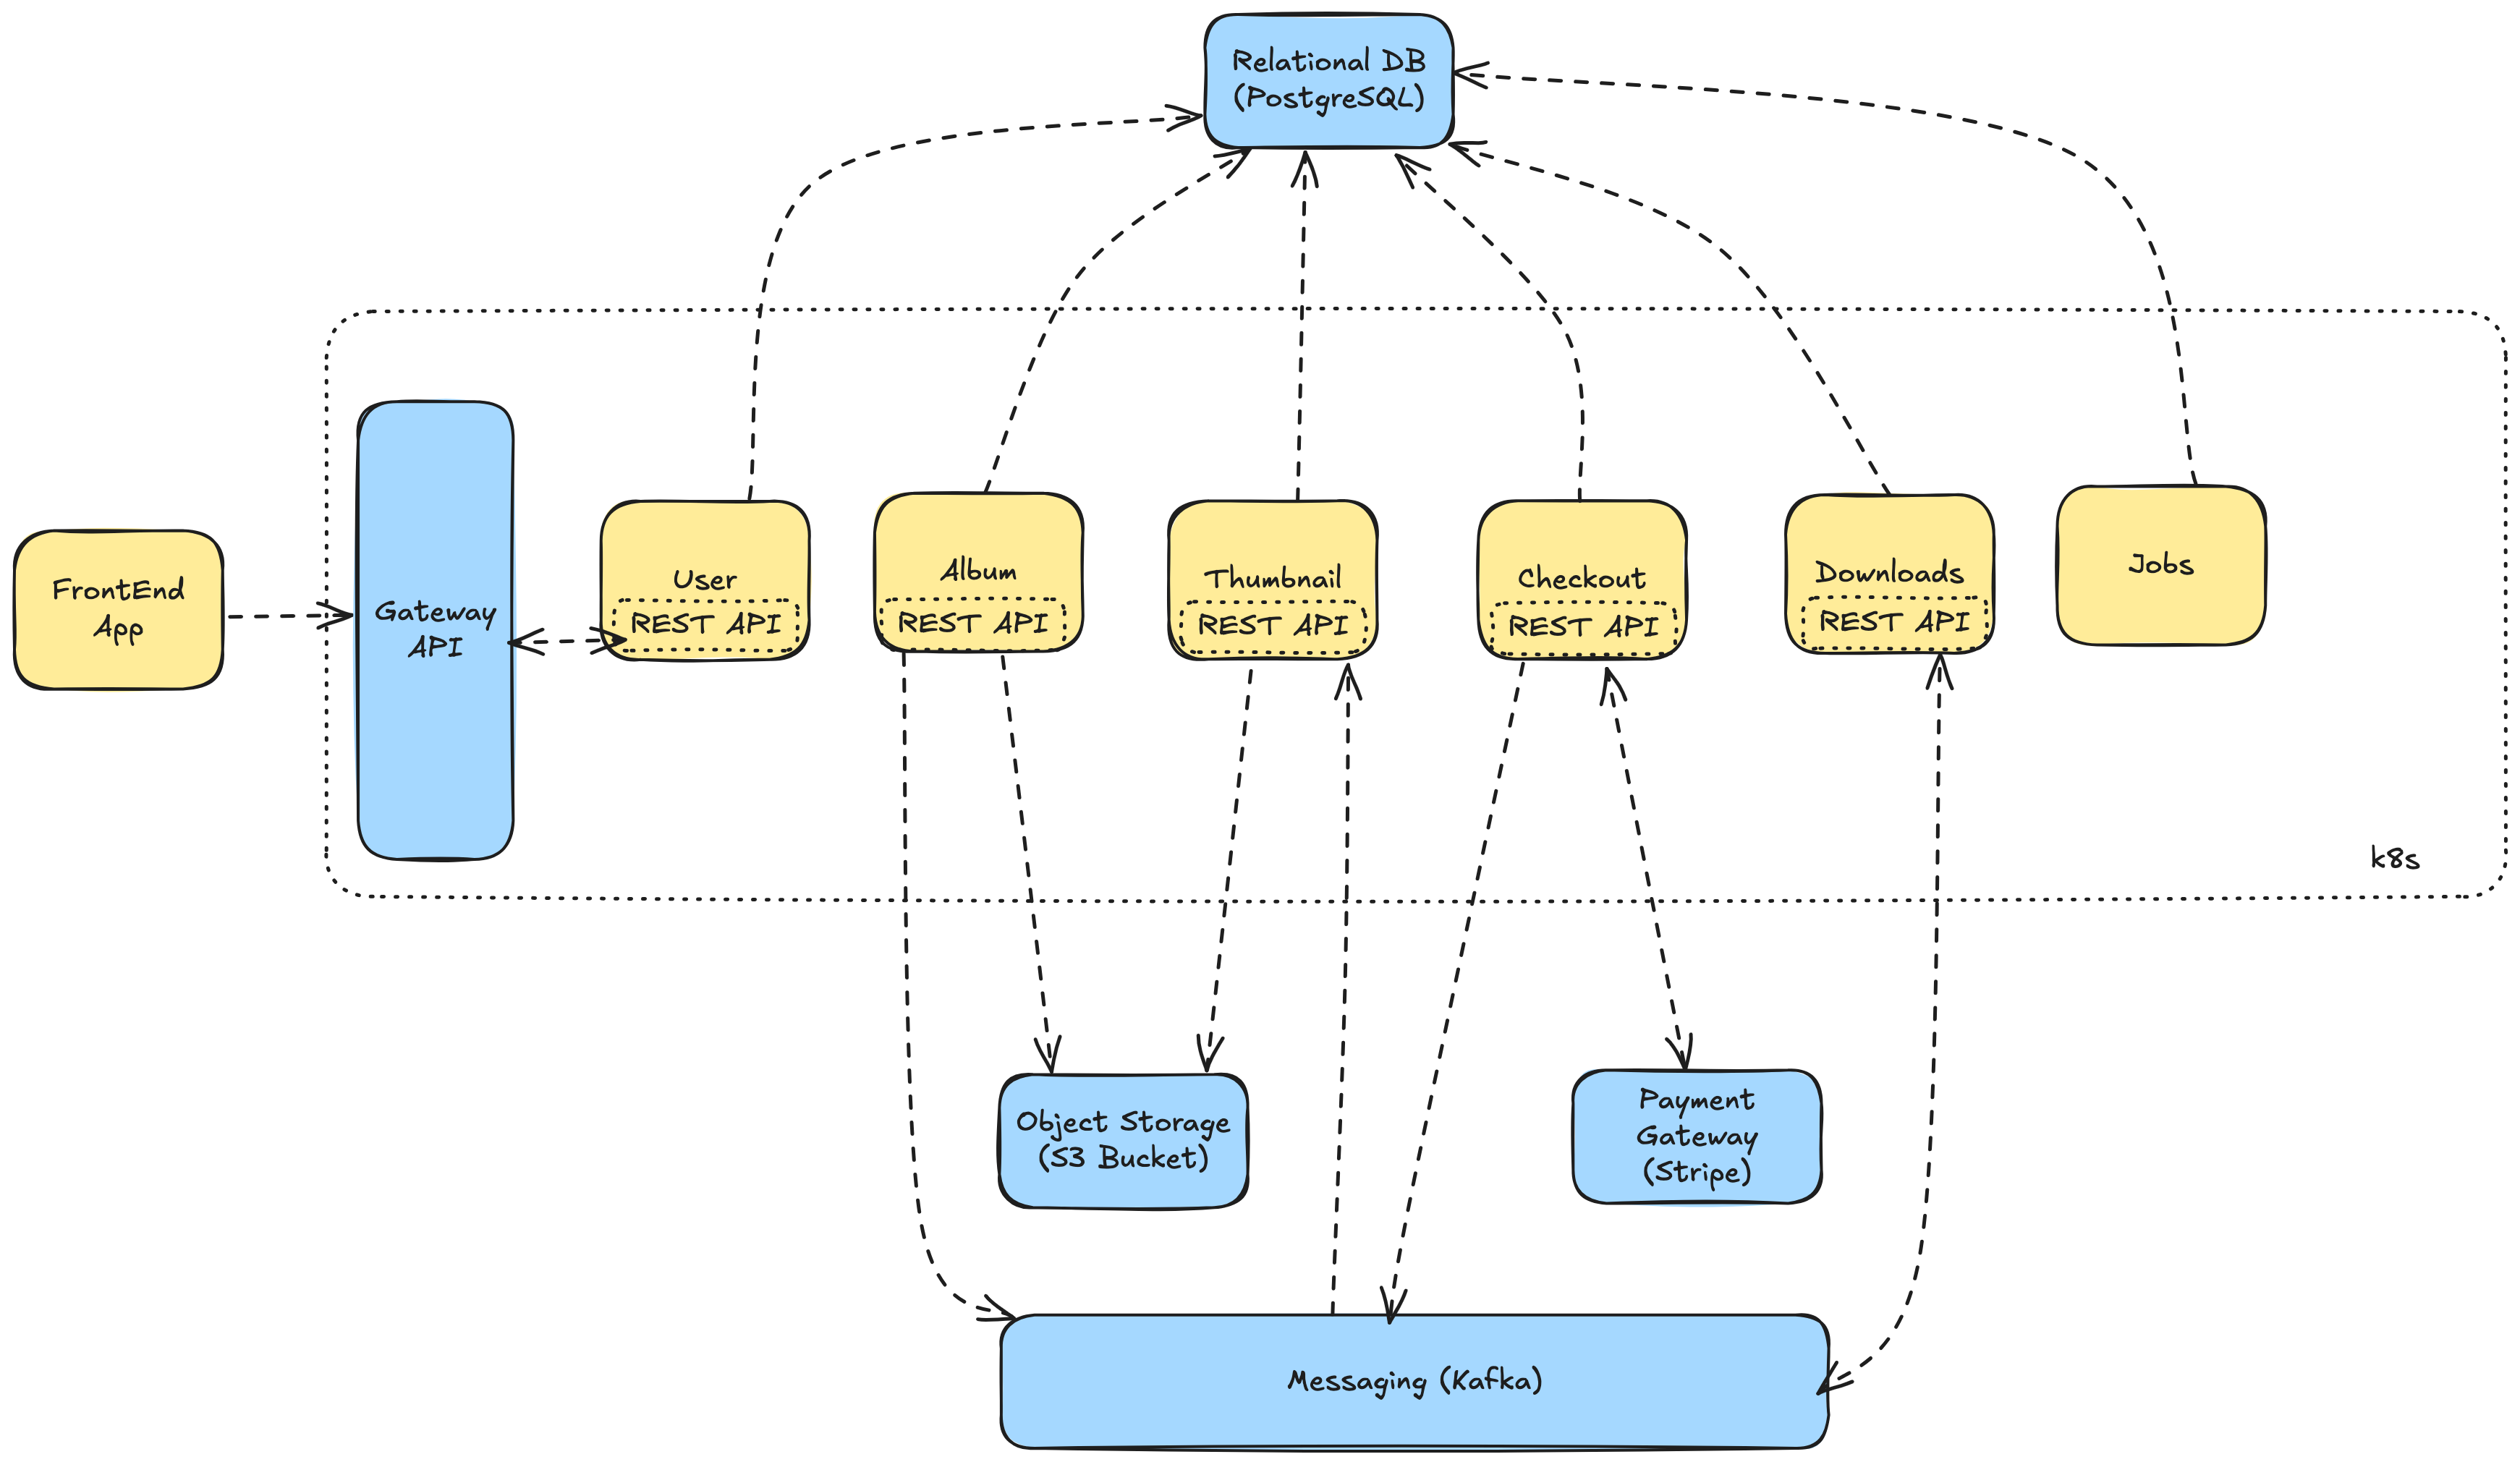 Relational DB
(PostgreSQL)
FrontEnd
App
Gateway
API
User
REST API
Album
REST API
Thumbnail
REST API
Checkout
REST API
Downloads
REST API
Jobs
k8s
Object Storage
(S3 Bucket)
Payment
Gateway
(Stripe)
Messaging (Kafka)